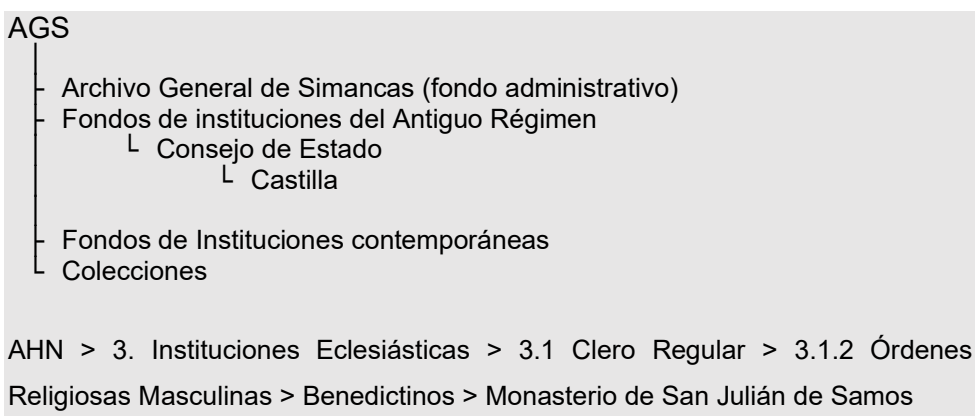 AGS
Archivo General de Simancas (fondo administrativo)
Fondos de instituciones del Antiguo Régimen
Consejo de Estado
Castilla
Fondos de Instituciones contemporáneas
Colecciones
AHN > 3. Instituciones Eclesiásticas > 3.1 Clero Regular > 3.1.2 Órdenes
Religiosas Masculinas > Benedictinos > Monasterio de San Julián de Samos